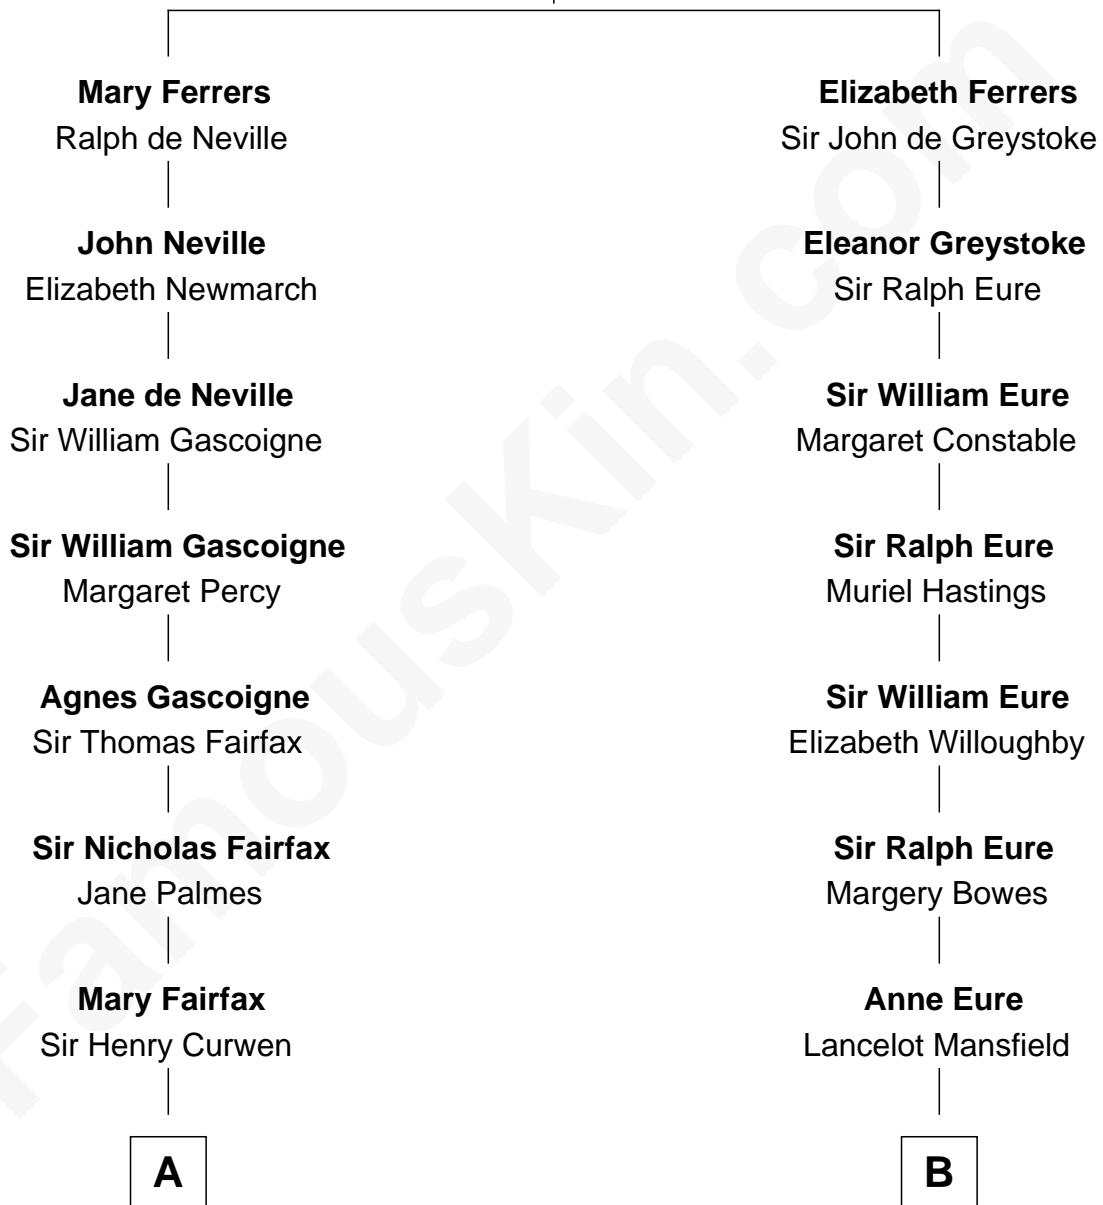 Mary Ferrers
Ralph de Neville
John Neville
Elizabeth Newmarch
Jane de Neville
Sir William Gascoigne
Sir William Gascoigne
Margaret Percy
Agnes Gascoigne
Sir Thomas Fairfax
Sir Nicholas Fairfax
Jane Palmes
Mary Fairfax
Sir Henry Curwen
A
Elizabeth Ferrers
Sir John de Greystoke
Eleanor Greystoke
Sir Ralph Eure
Sir William Eure
Margaret Constable
Sir Ralph Eure
Muriel Hastings
Sir William Eure
Elizabeth Willoughby
Sir Ralph Eure
Margery Bowes
Anne Eure
Lancelot Mansfield
B
FamousKin.com